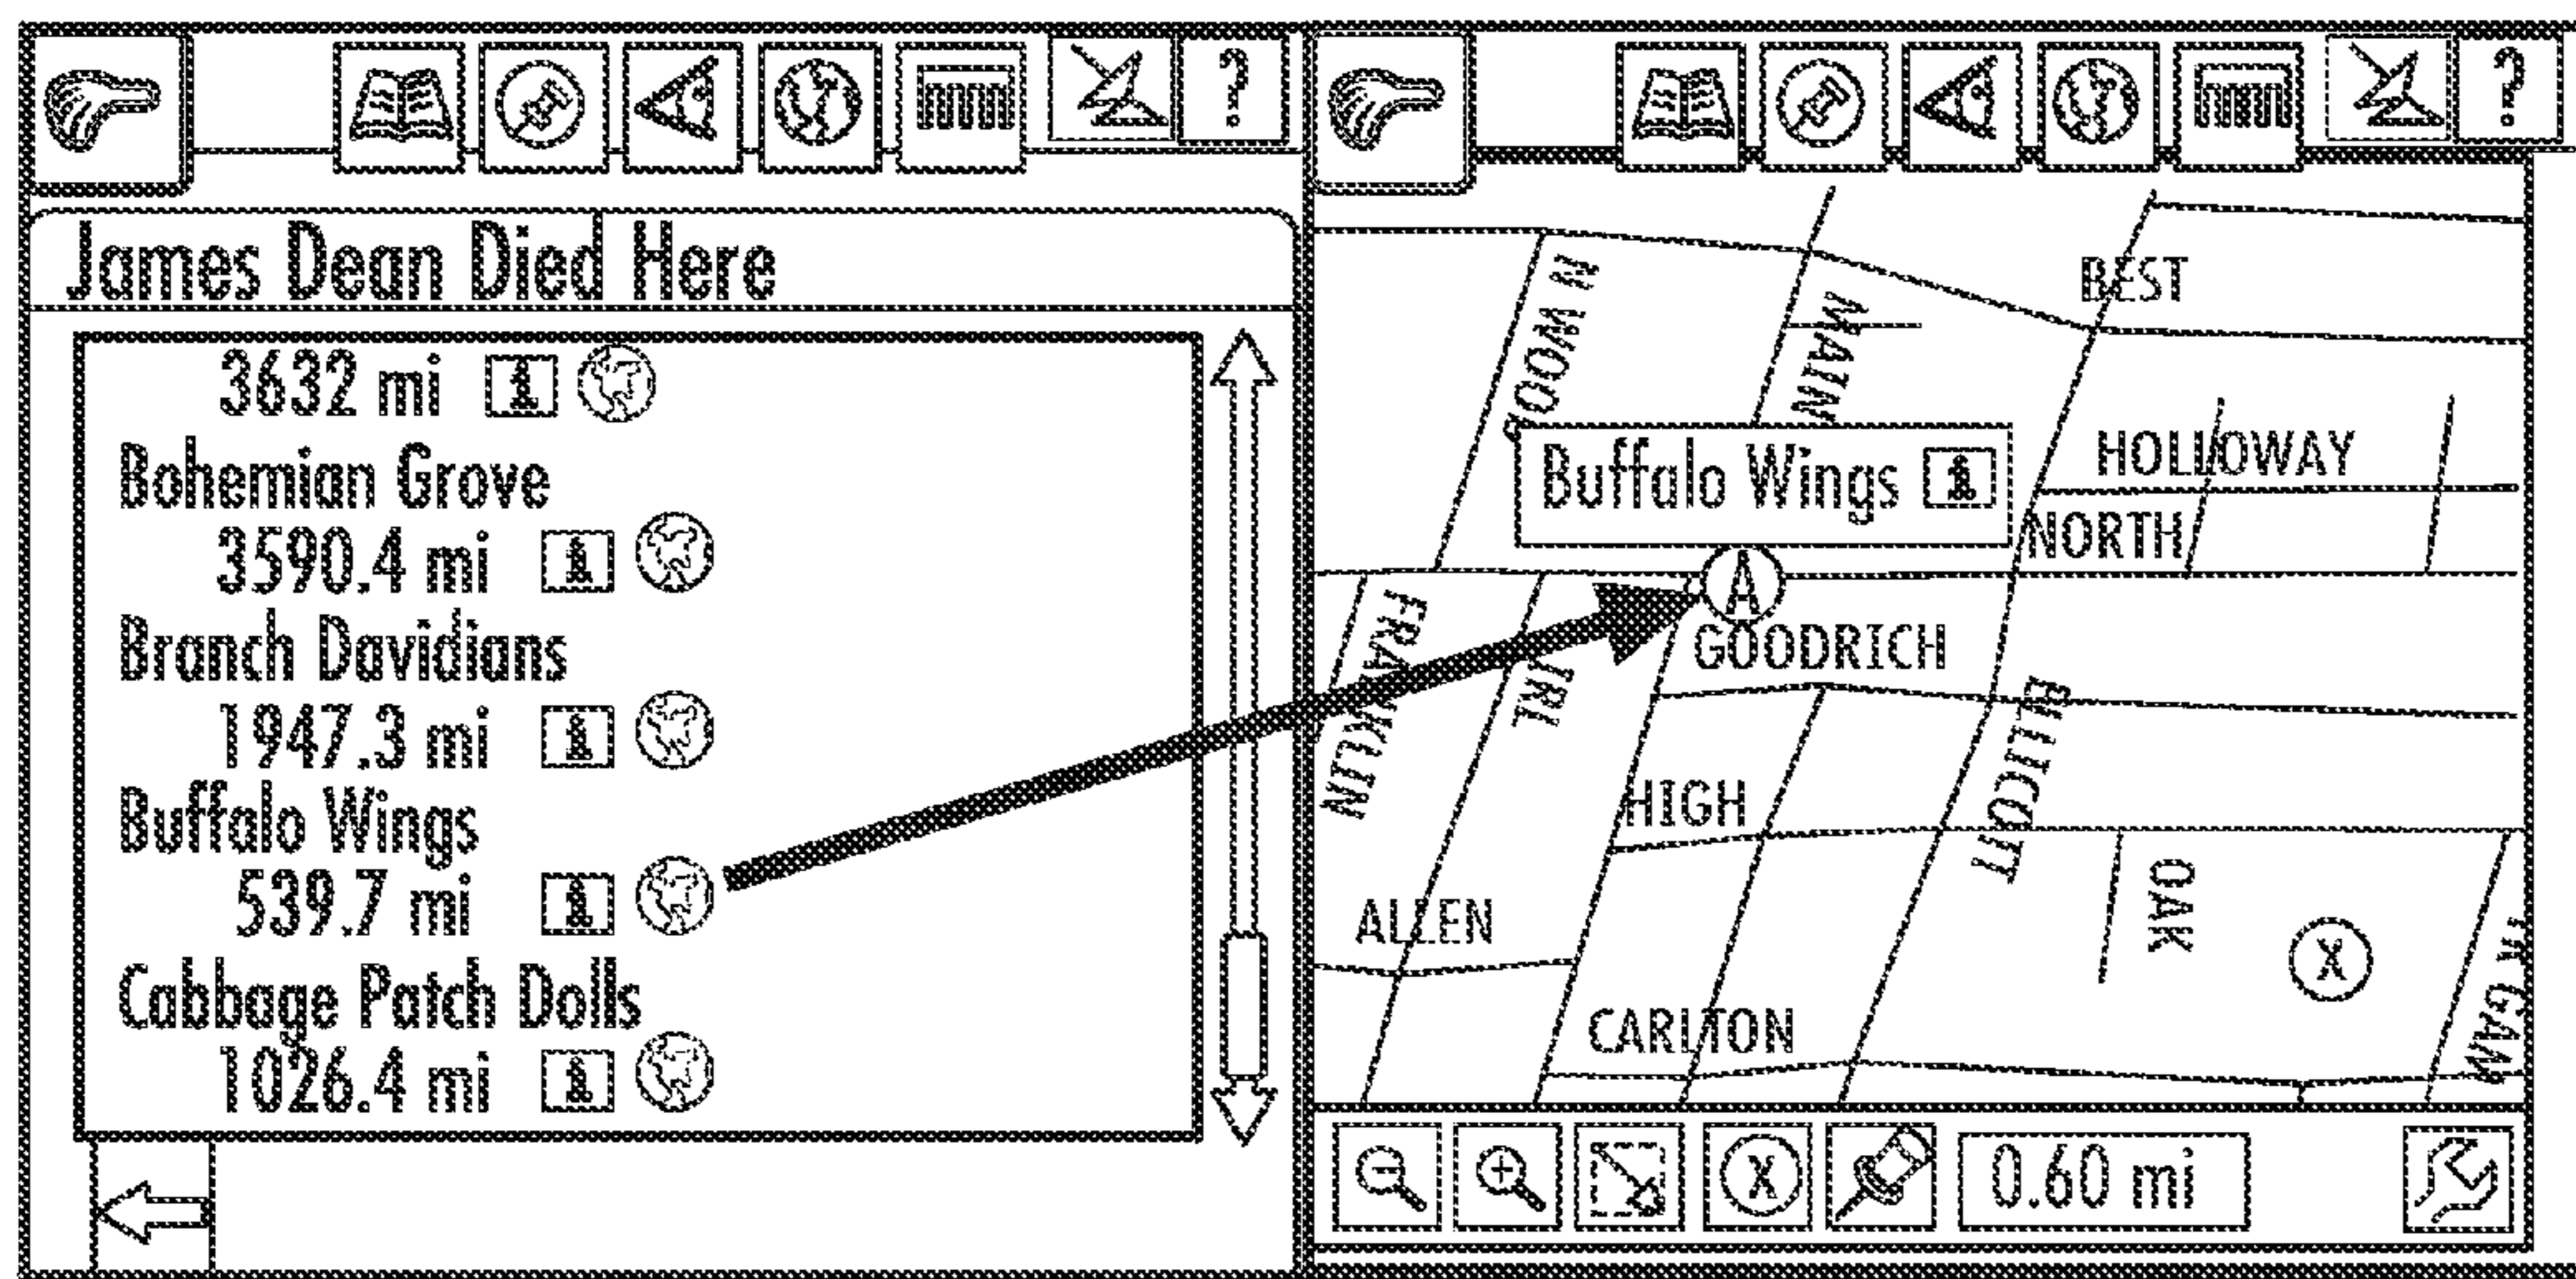 ?
?
James Dean Died Here
3632 mi
Bohemian Grove
3590.4 mi
Branch Davidians
1947.3 mi
Buffalo Wings
539.7 mi
Cabbage Patch Dolls
1026.4 mi
BEST
MAIN
HOLLOWAY
Buffalo Wings
NORTH
A
FRANKLIN
GOODRICH
HIGH
ALLEN
OAK
X
CARLTON
X
0.60 mi